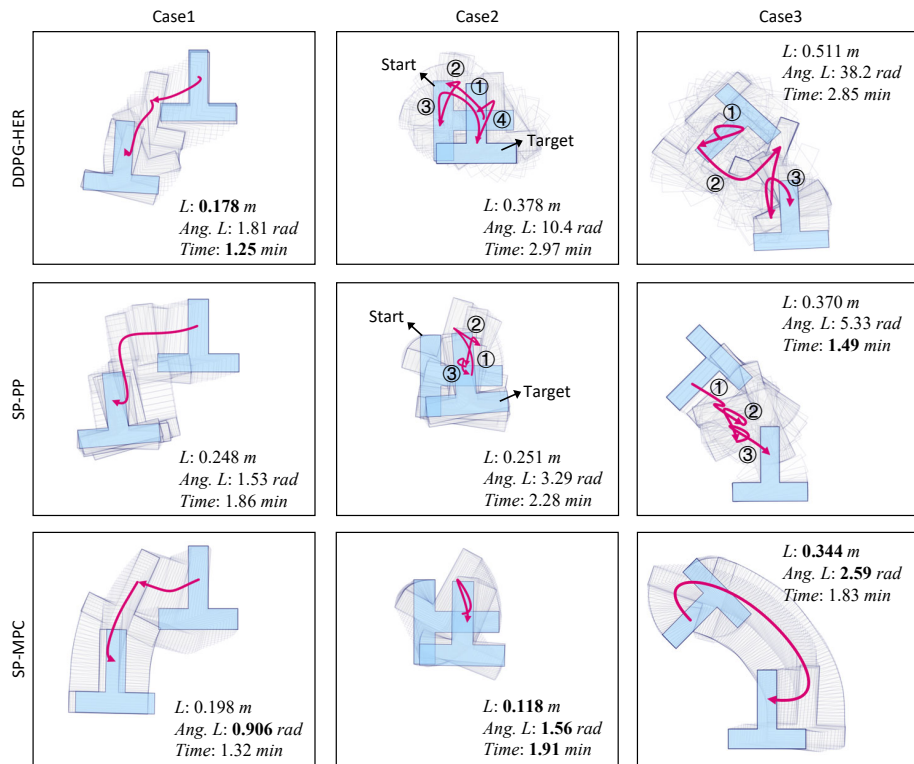 Case1
Case2
Case3
DDPG-HER
L: 0.178 m
Ang. L: 1.81 rad
Time: 1.25 min
Start
②
①
③
④
Target
L: 0.378 m
Ang. L: 10.4 rad
Time: 2.97 min
L: 0.511 m
Ang. L: 38.2 rad
Time: 2.85 min
①
②
③
SP-PP
L: 0.248 m
Ang. L: 1.53 rad
Time: 1.86 min
Start
②
①
③
Target
L: 0.251 m
Ang. L: 3.29 rad
Time: 2.28 min
L: 0.370 m
Ang. L: 5.33 rad
Time: 1.49 min
①
②
③
SP-MPC
L: 0.198 m
Ang. L: 0.906 rad
Time: 1.32 min
L: 0.118 m
Ang. L: 1.56 rad
Time: 1.91 min
L: 0.344 m
Ang. L: 2.59 rad
Time: 1.83 min